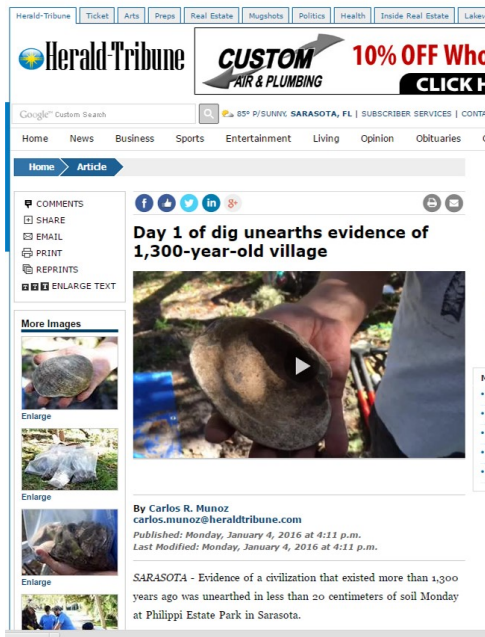 Herald-Tribune Ticket Arts Preps Real Estate Mugshots Politics Health Inside Real Estate
Herald-Tribune
CUSTOM
AIR & PLUMBING
10% OFF
CLICK
Google™ Custom Search
85° P/SUNNY, SARASOTA, FL | SUBSCRIBER SERVICES |
Home News Business Sports Entertainment Living Opinion Obituaries
Home Article
COMMENTS
SHARE
EMAIL
PRINT
REPRINTS
T T T ENLARGE TEXT
Day 1 of dig unearths evidence of
1,300-year-old village
More Images
Enlarge
Enlarge
Enlarge
By Carlos R. Munoz
carlos.munoz@heraldtribune.com
Published: Monday, January 4, 2016 at 4:11 p.m.
Last Modified: Monday, January 4, 2016 at 4:11 p.m.
SARASOTA - Evidence of a civilization that existed more than 1,300
years ago was unearthed in less than 20 centimeters of soil Monday
at Philippi Estate Park in Sarasota.